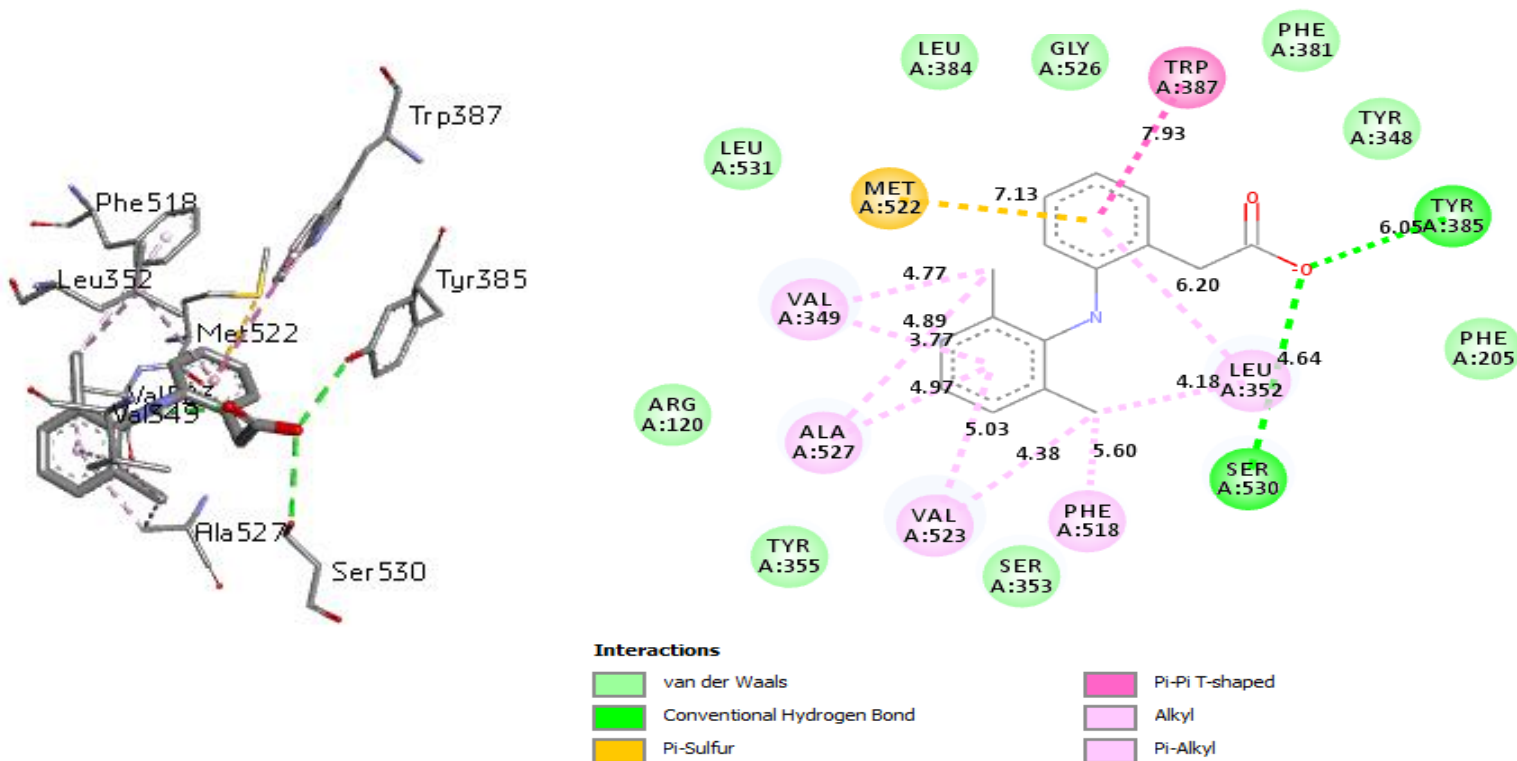 Trp387
Phe518
Leu352
Tyr385
Met522
Val349
Ala527
Ser530
LEU
A:384
GLY
A:526
TRP
A:387
PHE
A:381
TYR
A:348
LEU
A:531
MET
A:522
TYR
A:385
7.93
7.13
6.05
O
-O
N
VAL
A:349
4.77
4.89
3.77
4.97
6.20
4.64
4.18
LEU
A:352
PHE
A:205
ARG
A:120
ALA
A:527
5.03
4.38
5.60
SER
A:530
VAL
A:523
PHE
A:518
TYR
A:355
SER
A:353
Interactions
van der Waals
Conventional Hydrogen Bond
Pi-Sulfur
Pi-Pi T-shaped
Alkyl
Pi-Alkyl